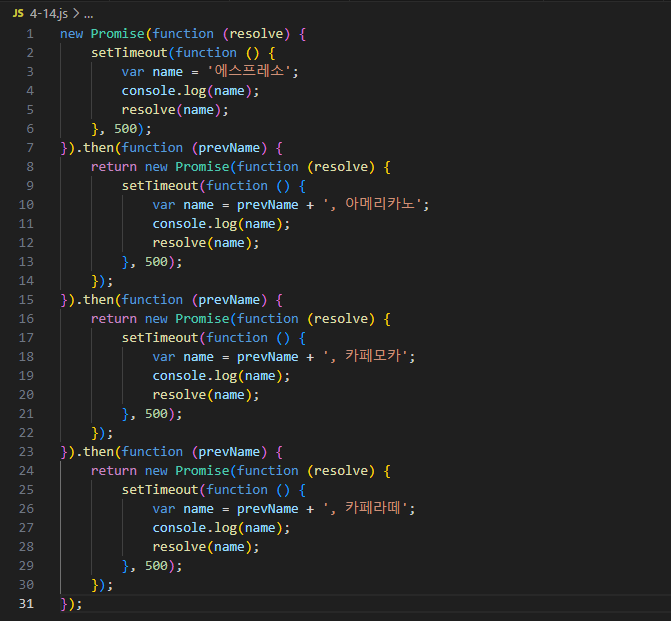 JS 4-14.js > ...
1 new Promise(function (resolve) {
2     setTimeout(function () {
3         var name = '에스프레소';
4         console.log(name);
5         resolve(name);
6     }, 500);
7 }).then(function (prevName) {
8     return new Promise(function (resolve) {
9         setTimeout(function () {
10             var name = prevName + ', 아메리카노';
11             console.log(name);
12             resolve(name);
13         }, 500);
14     });
15 }).then(function (prevName) {
16     return new Promise(function (resolve) {
17         setTimeout(function () {
18             var name = prevName + ', 카페모카';
19             console.log(name);
20             resolve(name);
21         }, 500);
22     });
23 }).then(function (prevName) {
24     return new Promise(function (resolve) {
25         setTimeout(function () {
26             var name = prevName + ', 카페라떼';
27             console.log(name);
28             resolve(name);
29         }, 500);
30     });
31 });